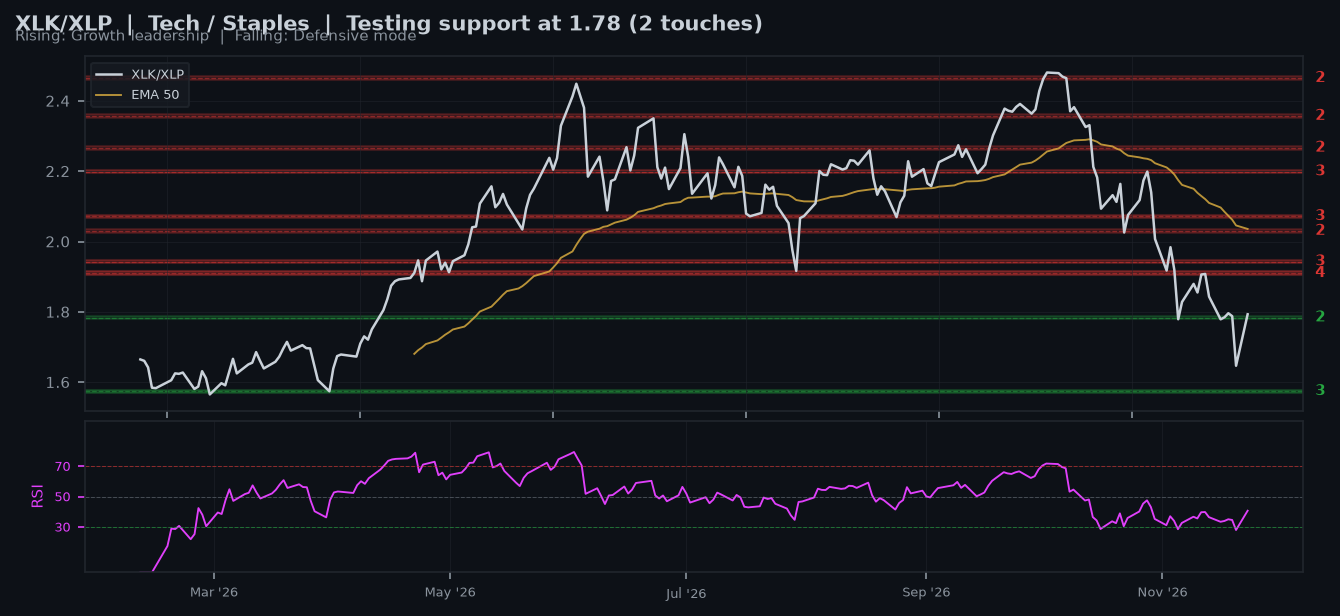 XLK/XLP | Tech / Staples | Testing support at 1.78 (2 touches)
Rising: Growth leadership | Falling: Defensive mode
XLK/XLP
EMA 50
2.4
2.2
2.0
1.8
1.6
2
2
2
3
3
2
3
4
2
3
RSI
70
50
30
Mar '26
May '26
Jul '26
Sep '26
Nov '26